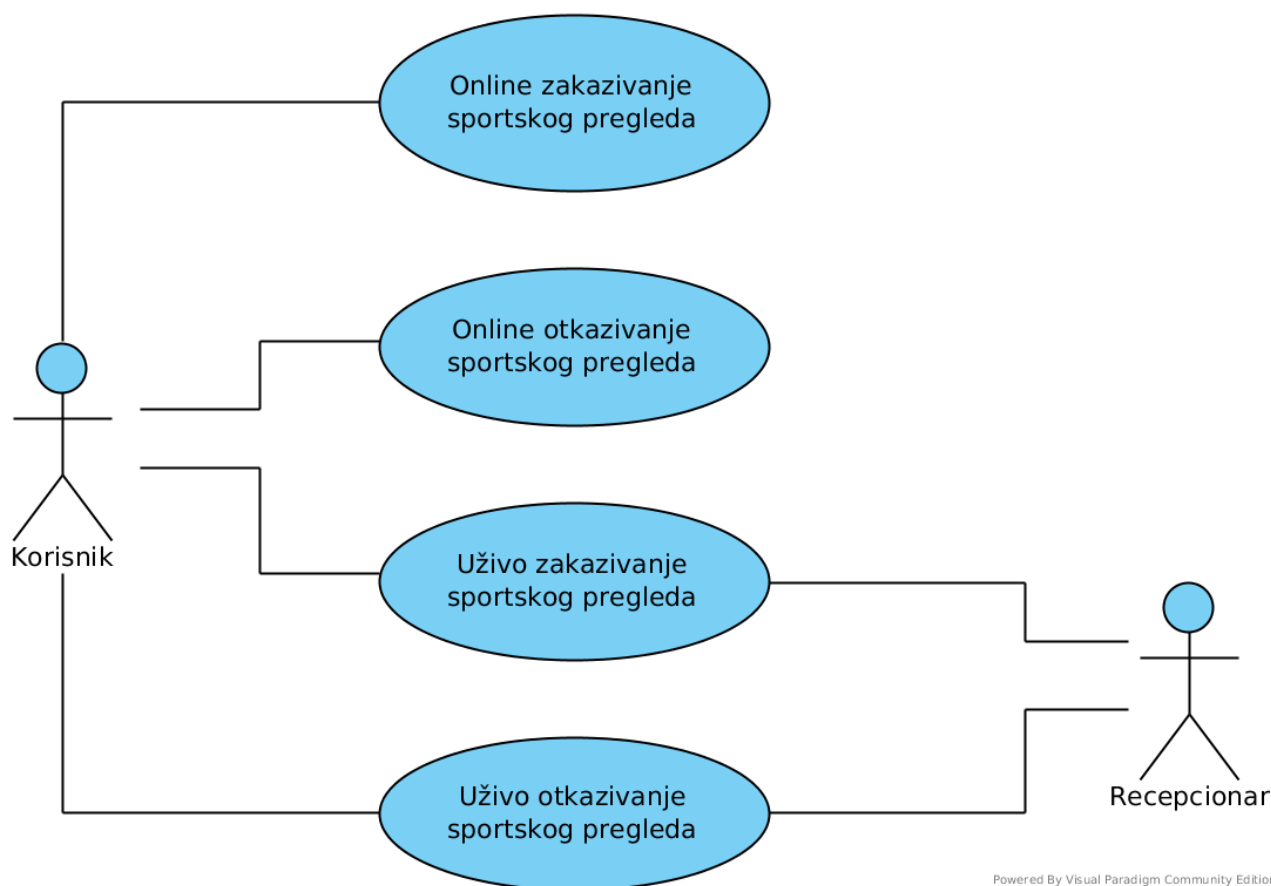 Online zakazivanje
sportskog pregleda
Online otkazivanje
sportskog pregleda
Korisnik
Uživo zakazivanje
sportskog pregleda
Uživo otkazivanje
sportskog pregleda
Recepcionar
Powered By Visual Paradigm Community Edition